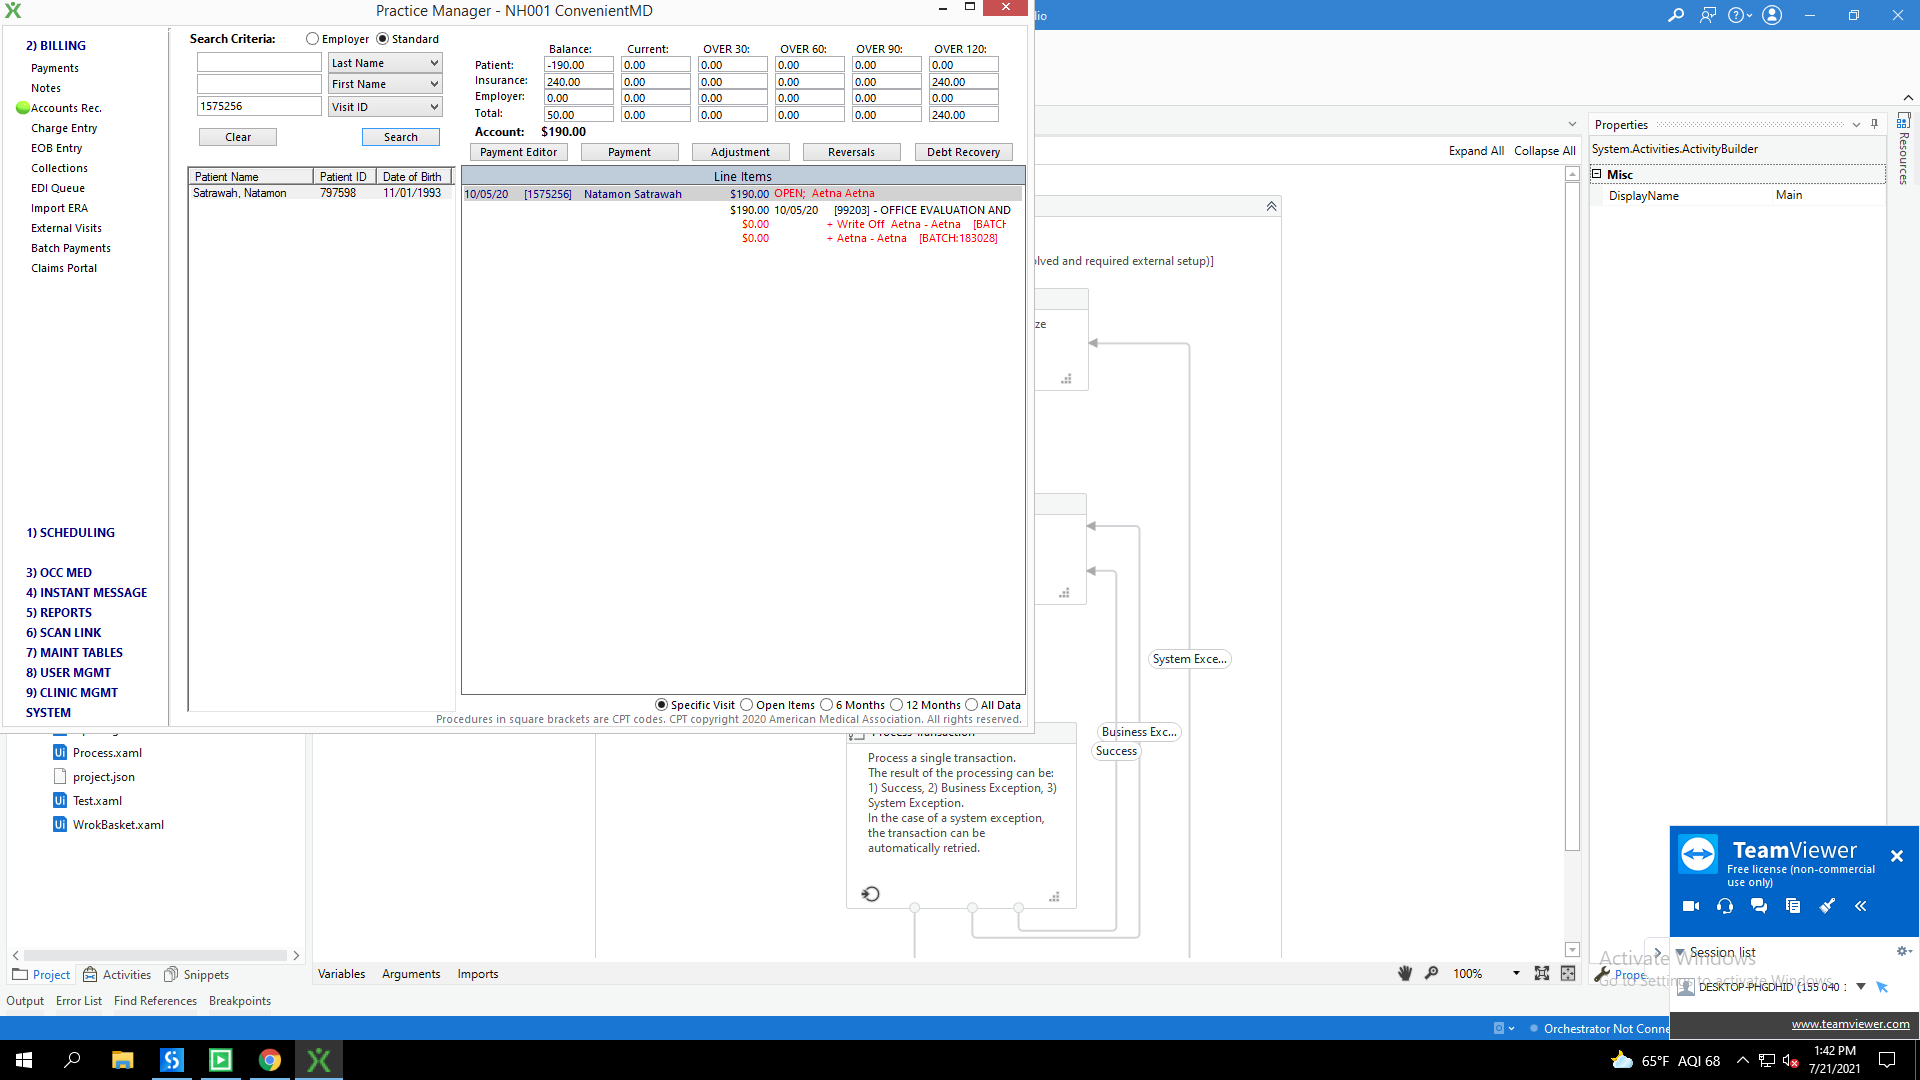 Practice Manager - NH001 ConvenientMD
lio
2) BILLING
Payments
Notes
Accounts Rec.
Charge Entry
EOB Entry
Collections
EDI Queue
Import ERA
External Visits
Batch Payments
Claims Portal
1) SCHEDULING
3) OCC MED
4) INSTANT MESSAGE
5) REPORTS
6) SCAN LINK
7) MAINT TABLES
8) USER MGMT
9) CLINIC MGMT
SYSTEM
Search Criteria: Employer Standard
Last Name
First Name
1575256 Visit ID
Clear Search
Balance: Current: OVER 30: OVER 60: OVER 90: OVER 120:
Patient: -190.00 0.00 0.00 0.00 0.00 0.00
Insurance: 240.00 0.00 0.00 0.00 0.00 240.00
Employer: 0.00 0.00 0.00 0.00 0.00 0.00
Total: 50.00 0.00 0.00 0.00 0.00 240.00
Account: $190.00
Payment Editor Payment Adjustment Reversals Debt Recovery
Patient Name Patient ID Date of Birth
Satrawah, Natamon 797598 11/01/1993
Line Items
10/05/20 [1575256] Natamon Satrawah $190.00 OPEN; Aetna Aetna
$190.00 10/05/20 [99203] - OFFICE EVALUATION AND
$0.00 + Write Off Aetna - Aetna [BATCH
$0.00 + Aetna - Aetna [BATCH:183028]
Specific Visit Open Items 6 Months 12 Months All Data
Procedures in square brackets are CPT codes. CPT copyright 2020 American Medical Association. All rights reserved.
Expand All Collapse All
olved and required external setup)]
ze
System Exce...
Business Exc...
Success
Process Transaction
Process a single transaction.
The result of the processing can be:
1) Success, 2) Business Exception, 3)
System Exception.
In the case of a system exception,
the transaction can be
automatically retried.
Properties
System.Activities.ActivityBuilder
Misc
DisplayName Main
Resources
Process.xaml
project.json
Test.xaml
WrokBasket.xaml
Project Activities Snippets
Variables Arguments Imports
100%
Output Error List Find References Breakpoints
TeamViewer
Free license (non-commercial
use only)
Session list
Activate Windows
Go to Settings to activate Windows.
Prope
DESKTOP-PHGDHID (155 040
www.teamviewer.com
Orchestrator Not Conne
65°F AQI 68
1:42 PM
7/21/2021